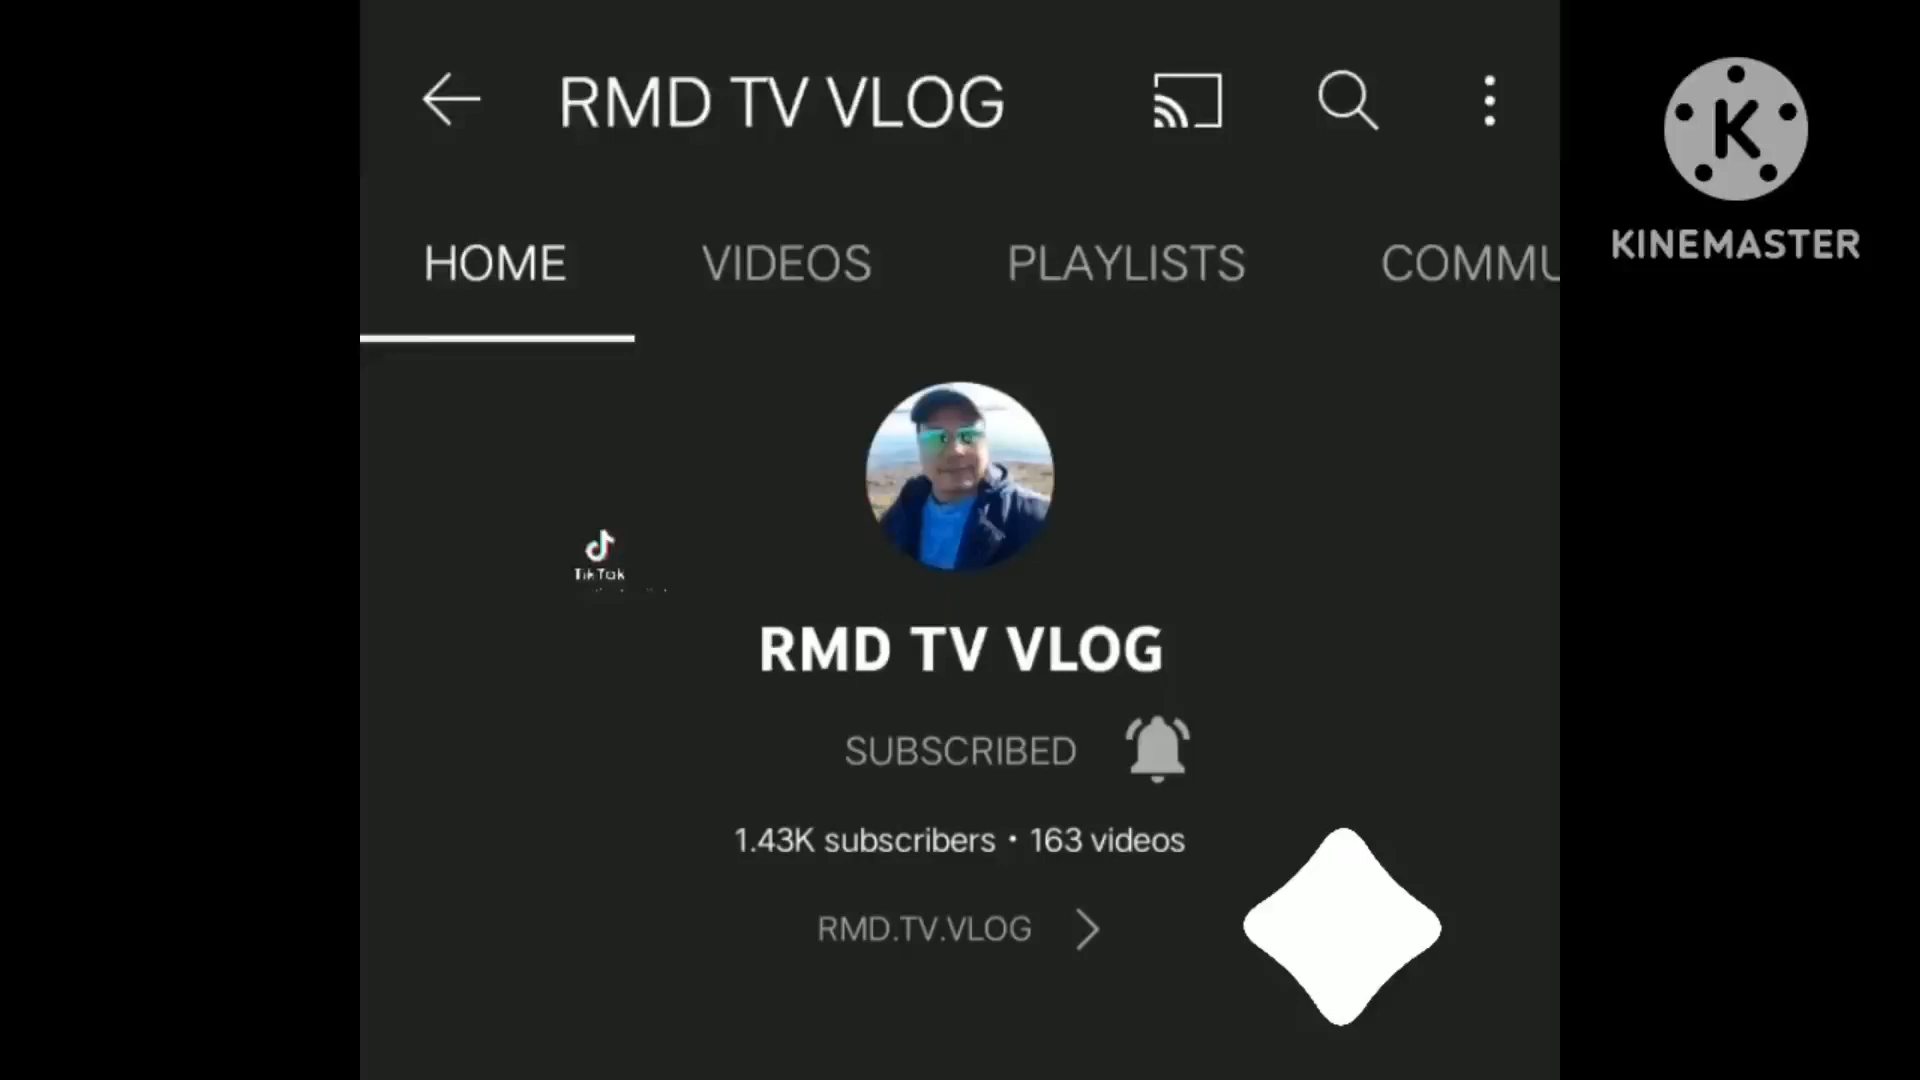 RMD TV VLOG
K
KINEMASTER
HOME VIDEOS PLAYLISTS COMMU
TikTok
RMD TV VLOG
SUBSCRIBED
1.43K subscribers • 163 videos
RMD.TV.VLOG